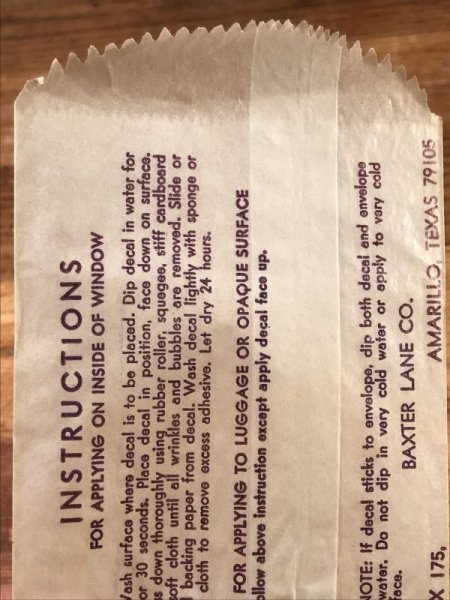 INSTRUCTIONS
FOR APPLYING ON INSIDE OF WINDOW
ash surface where decal is to be placed. Dip decal in water for
or 30 seconds. Place decal in position, face down on surface.
s down thoroughly using rubber roller, squegee, stiff cardboard
soft cloth until all wrinkles and bubbles are removed. Slide or
backing paper from decal. Wash decal lightly with sponge or
cloth to remove excess adhesive. Let dry 24 hours.
FOR APPLYING TO LUGGAGE OR OPAQUE SURFACE
ollow above instruction except apply decal face up.
NOTE: If decal sticks to envelope, dip both decal and envelope
water. Do not dip in very cold water or apply to very cold
face.
BAXTER LANE CO.
X 175, AMARILLO, TEXAS 79105